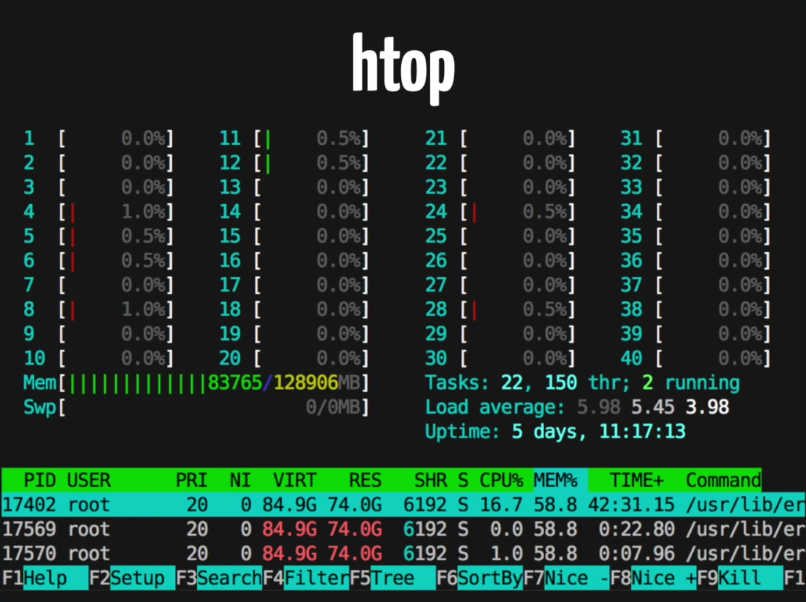 htop
1 [ 0.0%] 11 [| 0.5%] 21 [ 0.0%] 31 [ 0.0%]
2 [ 0.0%] 12 [| 0.5%] 22 [ 0.0%] 32 [ 0.0%]
3 [ 0.0%] 13 [ 0.0%] 23 [ 0.0%] 33 [ 0.0%]
4 [| 1.0%] 14 [ 0.0%] 24 [| 0.5%] 34 [ 0.0%]
5 [| 0.5%] 15 [ 0.0%] 25 [ 0.0%] 35 [ 0.0%]
6 [| 0.5%] 16 [ 0.0%] 26 [ 0.0%] 36 [ 0.0%]
7 [ 0.0%] 17 [ 0.0%] 27 [ 0.0%] 37 [ 0.0%]
8 [| 1.0%] 18 [ 0.0%] 28 [| 0.5%] 38 [ 0.0%]
9 [ 0.0%] 19 [ 0.0%] 29 [ 0.0%] 39 [ 0.0%]
10 [ 0.0%] 20 [ 0.0%] 30 [ 0.0%] 40 [ 0.0%]
Mem[|||||||||||||83765/128906MB] Tasks: 22, 150 thr; 2 running
Swp[ 0/0MB] Load average: 5.98 5.45 3.98
Uptime: 5 days, 11:17:13
PID USER PRI NI VIRT RES SHR S CPU% MEM% TIME+ Command
17402 root 20 0 84.9G 74.0G 6192 S 16.7 58.8 42:31.15 /usr/lib/er
17569 root 20 0 84.9G 74.0G 6192 S 0.0 58.8 0:22.80 /usr/lib/er
17570 root 20 0 84.9G 74.0G 6192 S 1.0 58.8 0:07.96 /usr/lib/er
F1Help F2Setup F3SearchF4FilterF5Tree F6SortByF7Nice -F8Nice +F9Kill F1